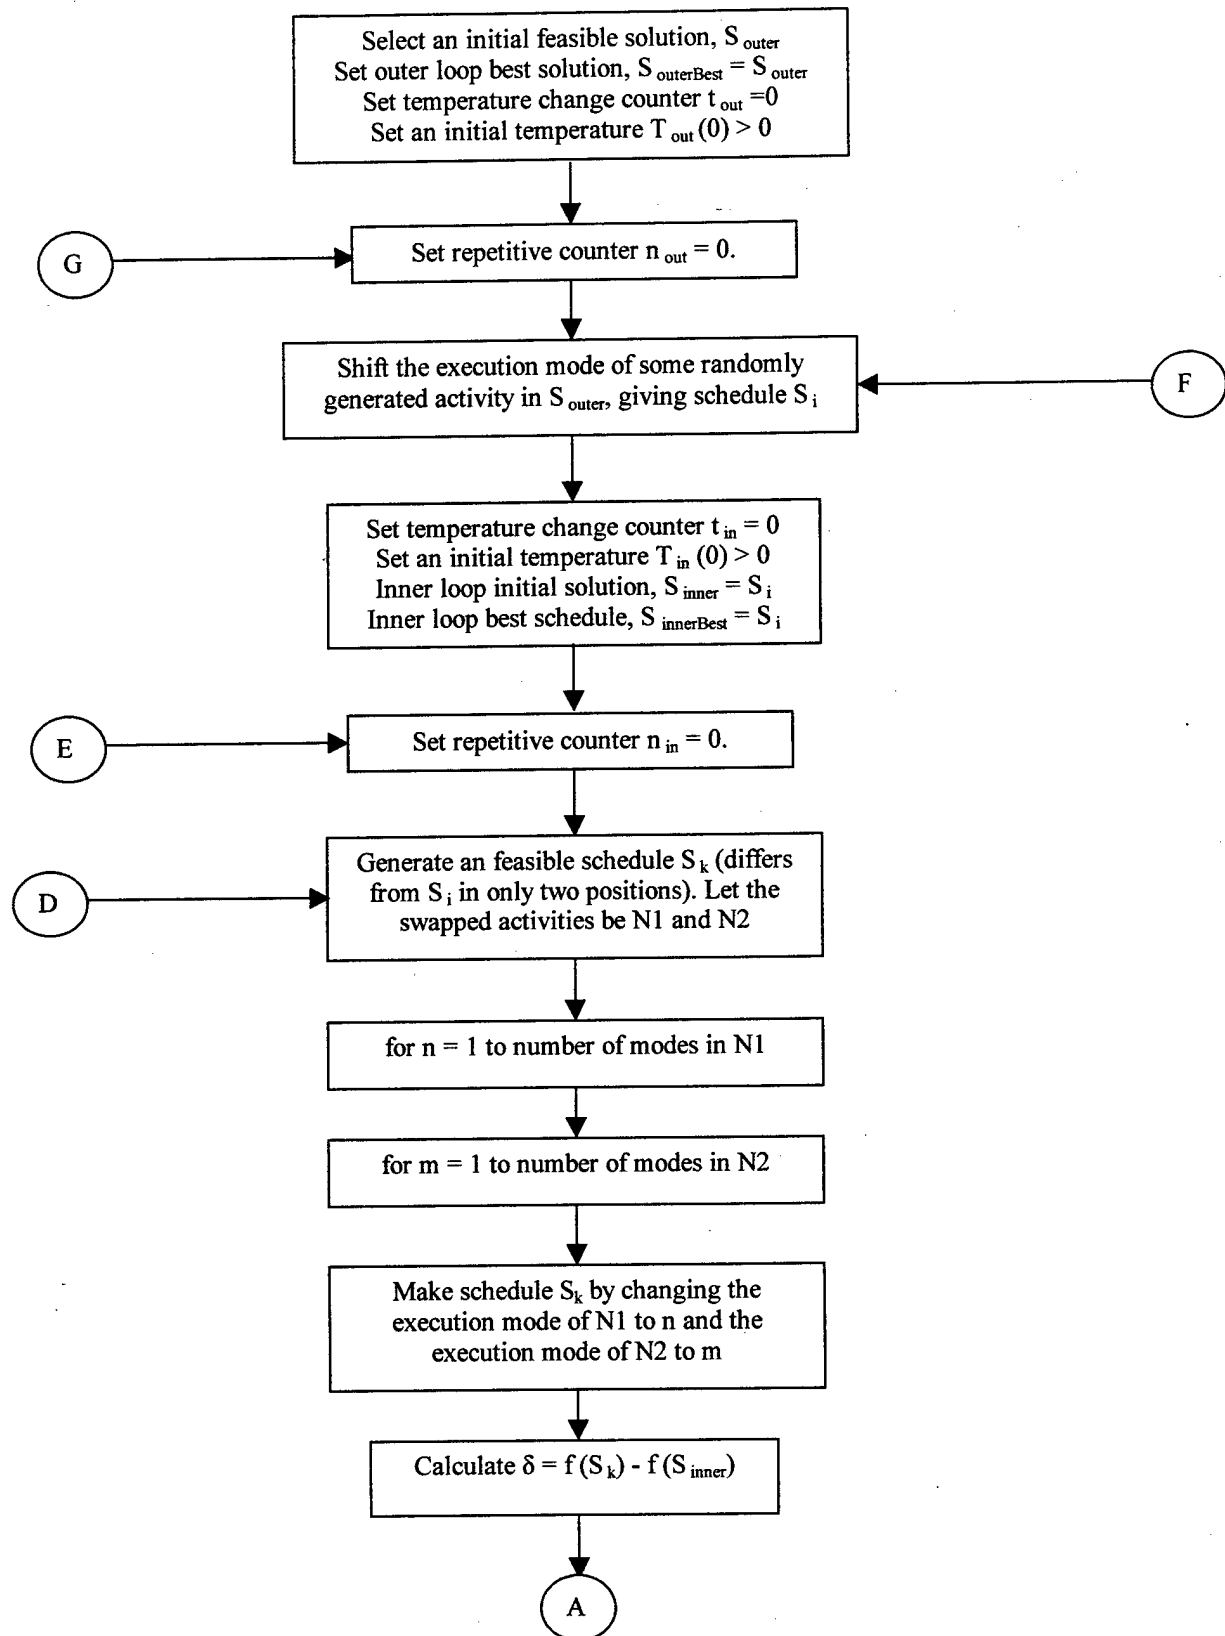 Select an initial feasible solution, S outer
Set outer loop best solution, S outerBest = S outer
Set temperature change counter t out =0
Set an initial temperature T out (0) > 0
G
Set repetitive counter n out = 0.
Shift the execution mode of some randomly
generated activity in S outer, giving schedule S i
F
Set temperature change counter t in = 0
Set an initial temperature T in (0) > 0
Inner loop initial solution, S inner = S i
Inner loop best schedule, S innerBest = S i
E
Set repetitive counter n in = 0.
D
Generate an feasible schedule S k (differs
from S i in only two positions). Let the
swapped activities be N1 and N2
for n = 1 to number of modes in N1
for m = 1 to number of modes in N2
Make schedule Sk by changing the
execution mode of N1 to n and the
execution mode of N2 to m
Calculate δ = f (S k) - f (S inner)
A